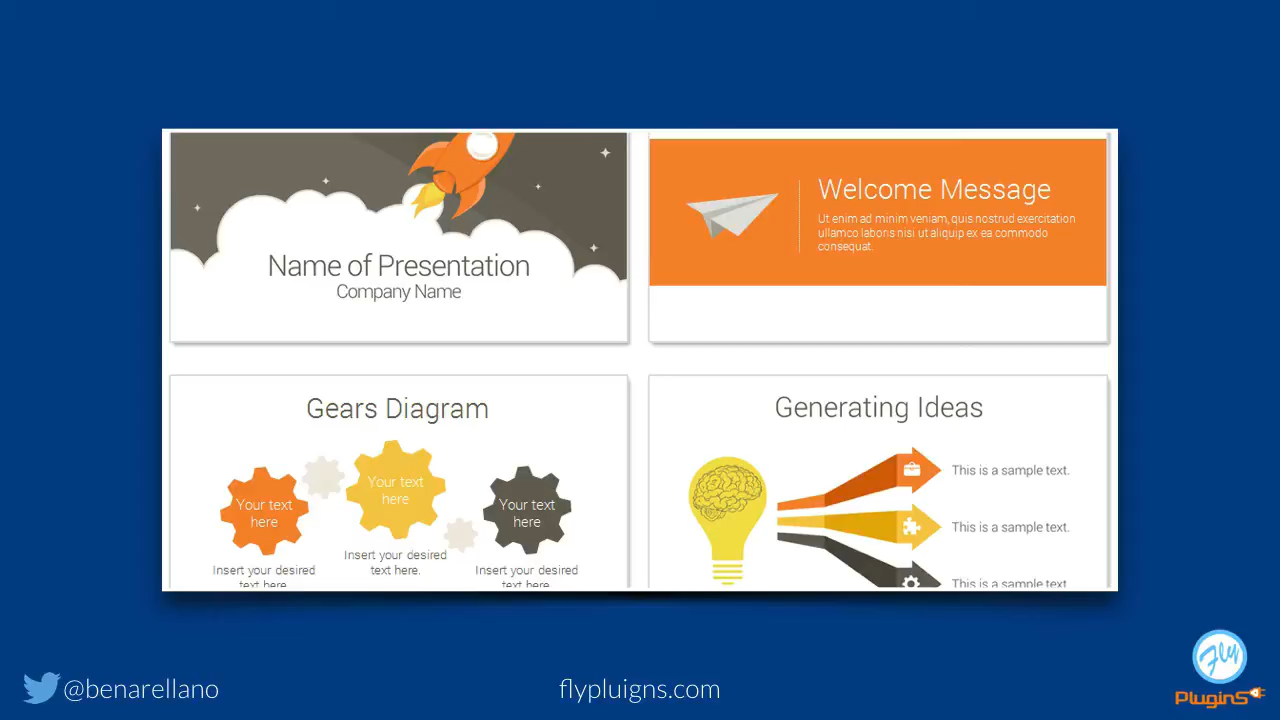 Name of Presentation
Company Name
Welcome Message
Ut enim ad minim veniam, quis nostrud exercitation
ullamco laboris nisi ut aliquip ex ea commodo
consequat.
Gears Diagram
Your text
here
Your text
here
Your text
here
Insert your desired
text here.
Insert your desired
text here.
Insert your desired
text here.
Generating Ideas
This is a sample text.
This is a sample text.
This is a sample text.
@benarellano
flypluigns.com
Fly
PluginS